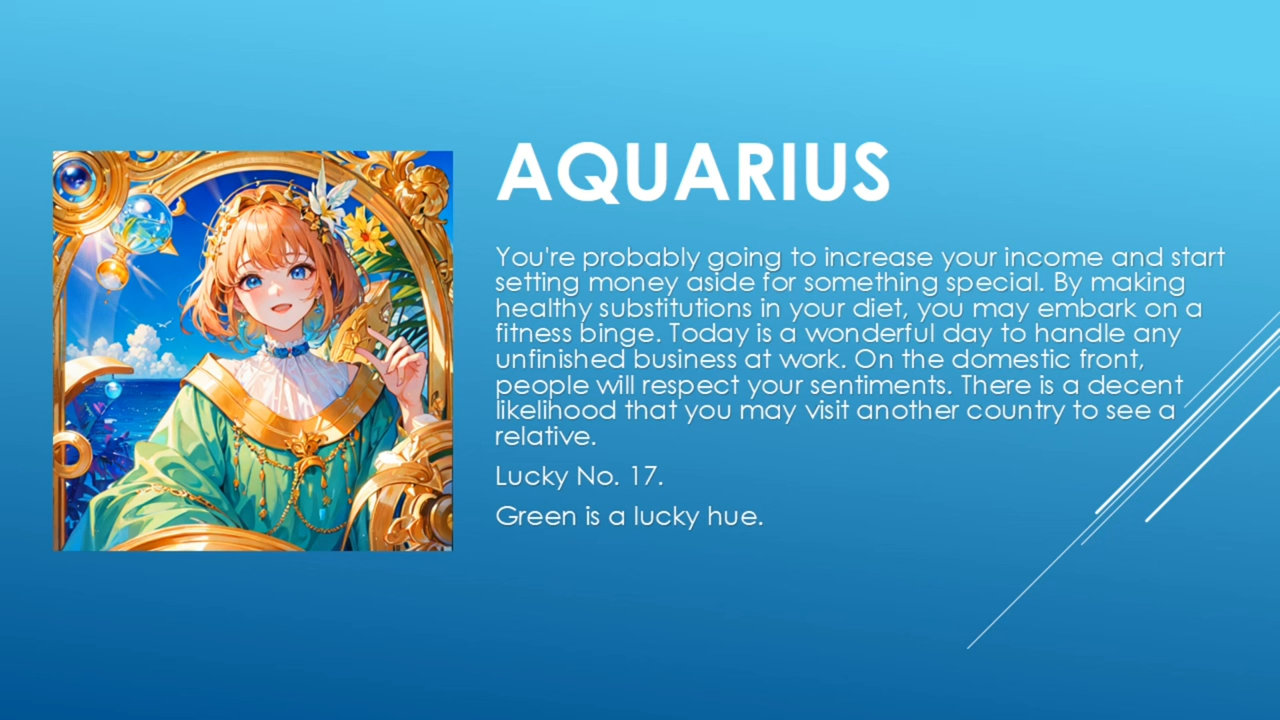 AQUARIUS
You're probably going to increase your income and start
setting money aside for something special. By making
healthy substitutions in your diet, you may embark on a
fitness binge. Today is a wonderful day to handle any
unfinished business at work. On the domestic front,
people will respect your sentiments. There is a decent
likelihood that you may visit another country to see a
relative.
Lucky No. 17.
Green is a lucky hue.